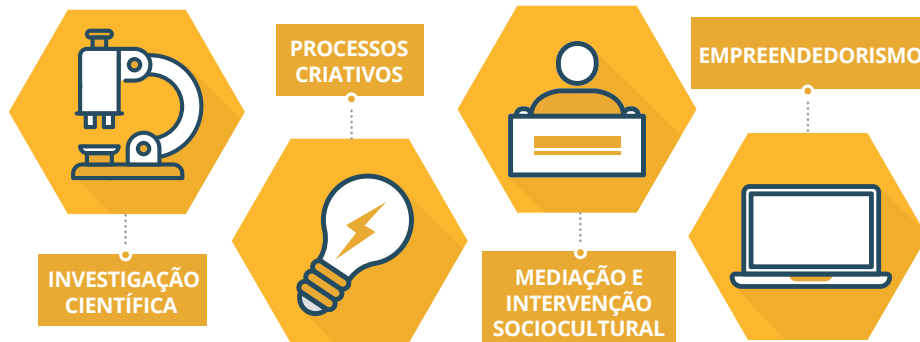 INVESTIGAÇÃO
CIENTÍFICA
PROCESSOS
CRIATIVOS
MEDIAÇÃO E
INTERVENÇÃO
SOCIOCULTURAL
EMPREENDEDORISMO